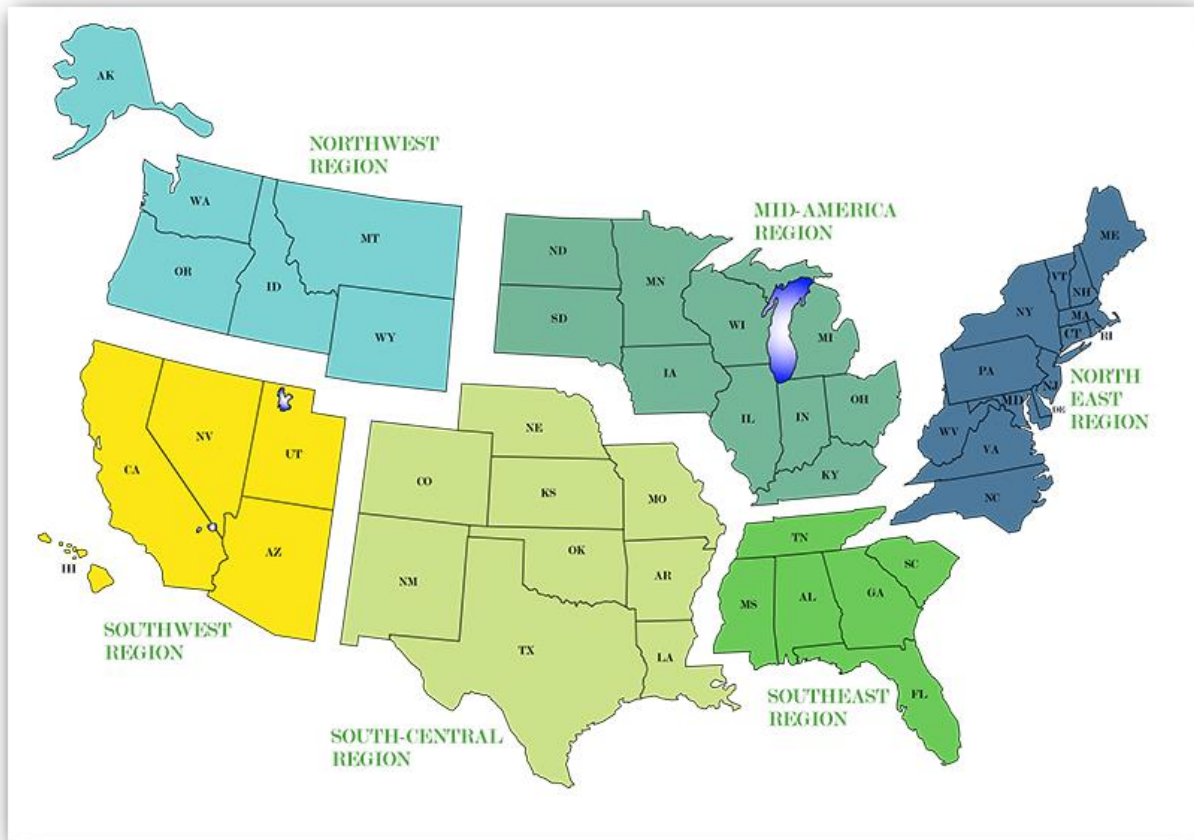 AK
NORTHWEST
REGION
WA
MT
OR
ID
WY
MID-AMERICA
REGION
ND
MN
SD
WI
MI
IA
IL
IN
OH
KY
ME
VT
NH
NY
MA
CT
RI
PA
NJ
MD
DE
WV
VA
NC
NORTH
EAST
REGION
NV
UT
CA
AZ
HI
SOUTHWEST
REGION
NE
CO
KS
MO
OK
NM
AR
TX
LA
SOUTH-CENTRAL
REGION
TN
SC
MS
AL
GA
FL
SOUTHEAST
REGION